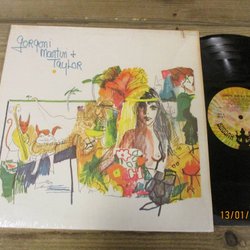 gorgoni
martin +
taylor
13/01/